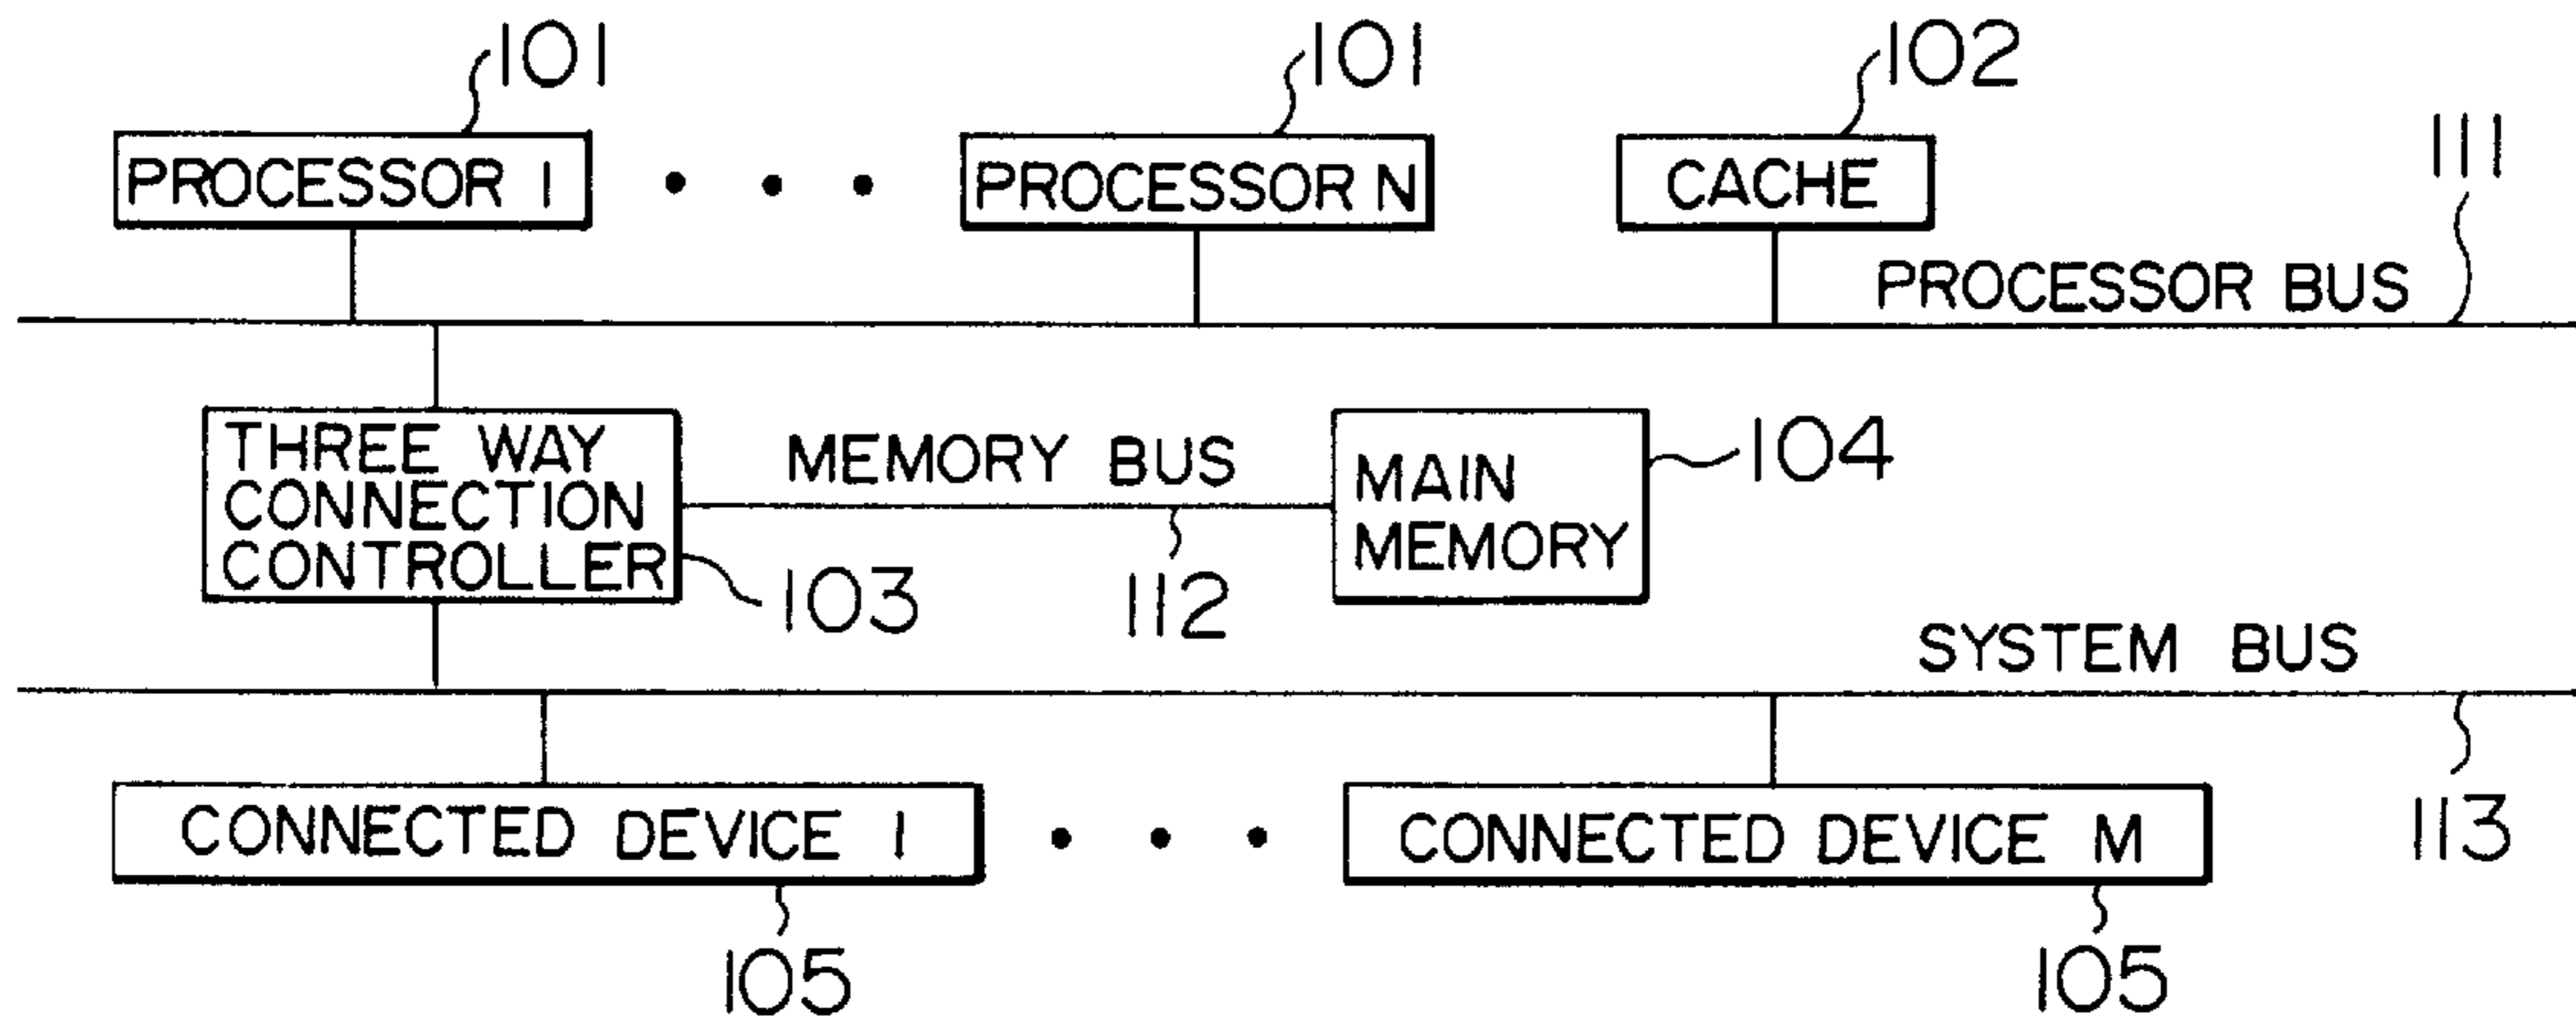 101
101
102
111
PROCESSOR 1
PROCESSOR N
CACHE
PROCESSOR BUS
THREE WAY
CONNECTION
CONTROLLER
MEMORY BUS
MAIN
MEMORY
104
103
112
SYSTEM BUS
CONNECTED DEVICE 1
CONNECTED DEVICE M
113
105
105